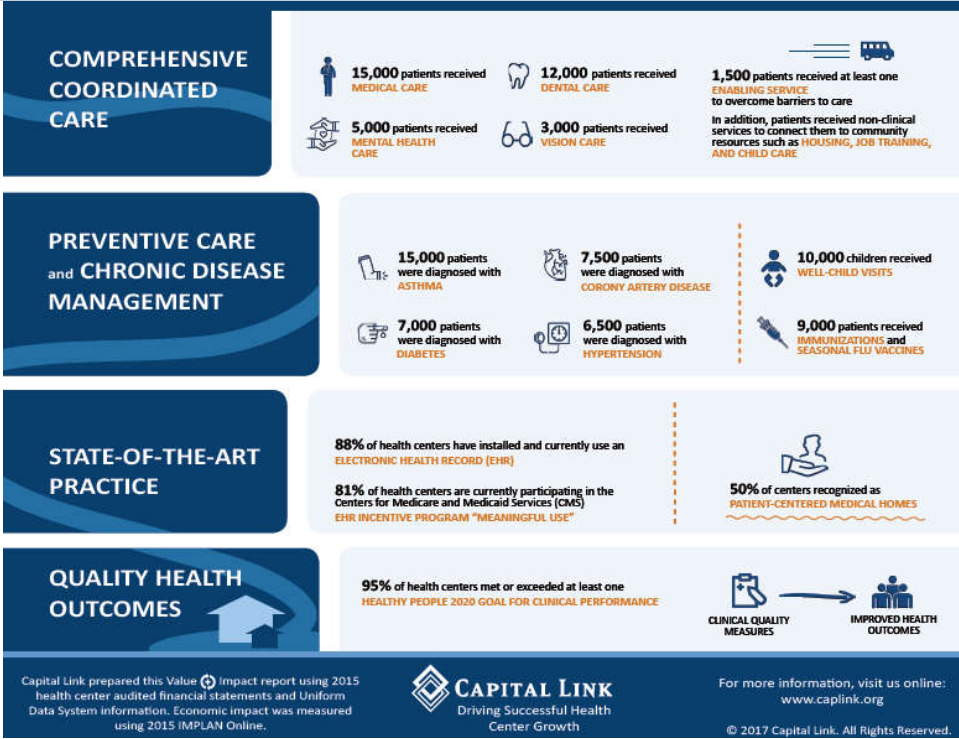 COMPREHENSIVE
COORDINATED
CARE
15,000 patients received
MEDICAL CARE
12,000 patients received
DENTAL CARE
5,000 patients received
MENTAL HEALTH
CARE
3,000 patients received
VISION CARE
1,500 patients received at least one
ENABLING SERVICE
to overcome barriers to care
In addition, patients received non-clinical
services to connect them to community
resources such as HOUSING, JOB TRAINING,
AND CHILD CARE
PREVENTIVE CARE
and CHRONIC DISEASE
MANAGEMENT
15,000 patients
were diagnosed with
ASTHMA
7,500 patients
were diagnosed with
CORONY ARTERY DISEASE
7,000 patients
were diagnosed with
DIABETES
6,500 patients
were diagnosed with
HYPERTENSION
10,000 children received
WELL-CHILD VISITS
9,000 patients received
IMMUNIZATIONS and
SEASONAL FLU VACCINES
STATE-OF-THE-ART
PRACTICE
88% of health centers have installed and currently use an
ELECTRONIC HEALTH RECORD (EHR)
81% of health centers are currently participating in the
Centers for Medicare and Medicaid Services (CMS)
EHR INCENTIVE PROGRAM "MEANINGFUL USE"
50% of centers recognized as
PATIENT-CENTERED MEDICAL HOMES
QUALITY HEALTH
OUTCOMES
95% of health centers met or exceeded at least one
HEALTHY PEOPLE 2020 GOAL FOR CLINICAL PERFORMANCE
CLINICAL QUALITY
MEASURES
IMPROVED HEALTH
OUTCOMES
Capital Link prepared this Value Impact report using 2015
health center audited financial statements and Uniform
Data System information. Economic impact was measured
using 2015 IMPLAN Online.
CAPITAL LINK
Driving Successful Health
Center Growth
For more information, visit us online:
www.caplink.org
© 2017 Capital Link. All Rights Reserved.